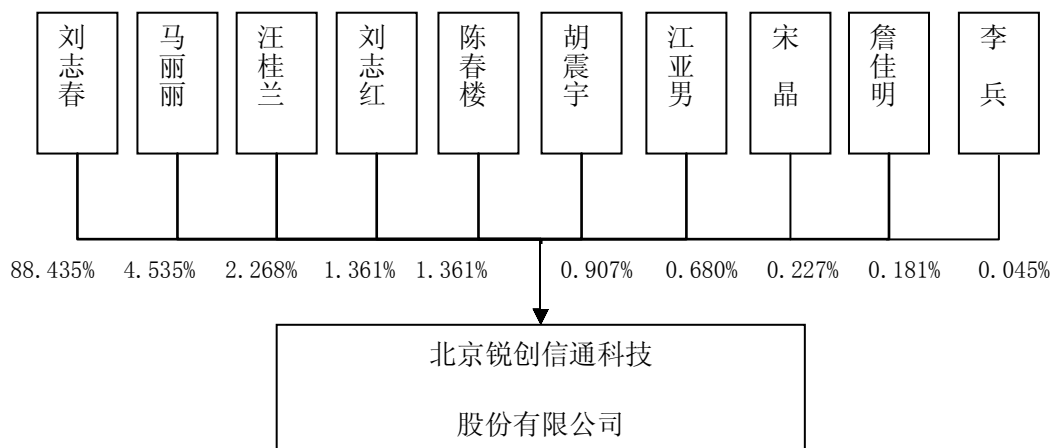 刘志春
马丽丽
汪桂兰
刘志红
陈春楼
胡震宇
江亚男
宋晶
詹佳明
李兵
88.435% 4.535% 2.268% 1.361% 1.361% 0.907% 0.680% 0.227% 0.181% 0.045%
北京锐创信通科技
股份有限公司